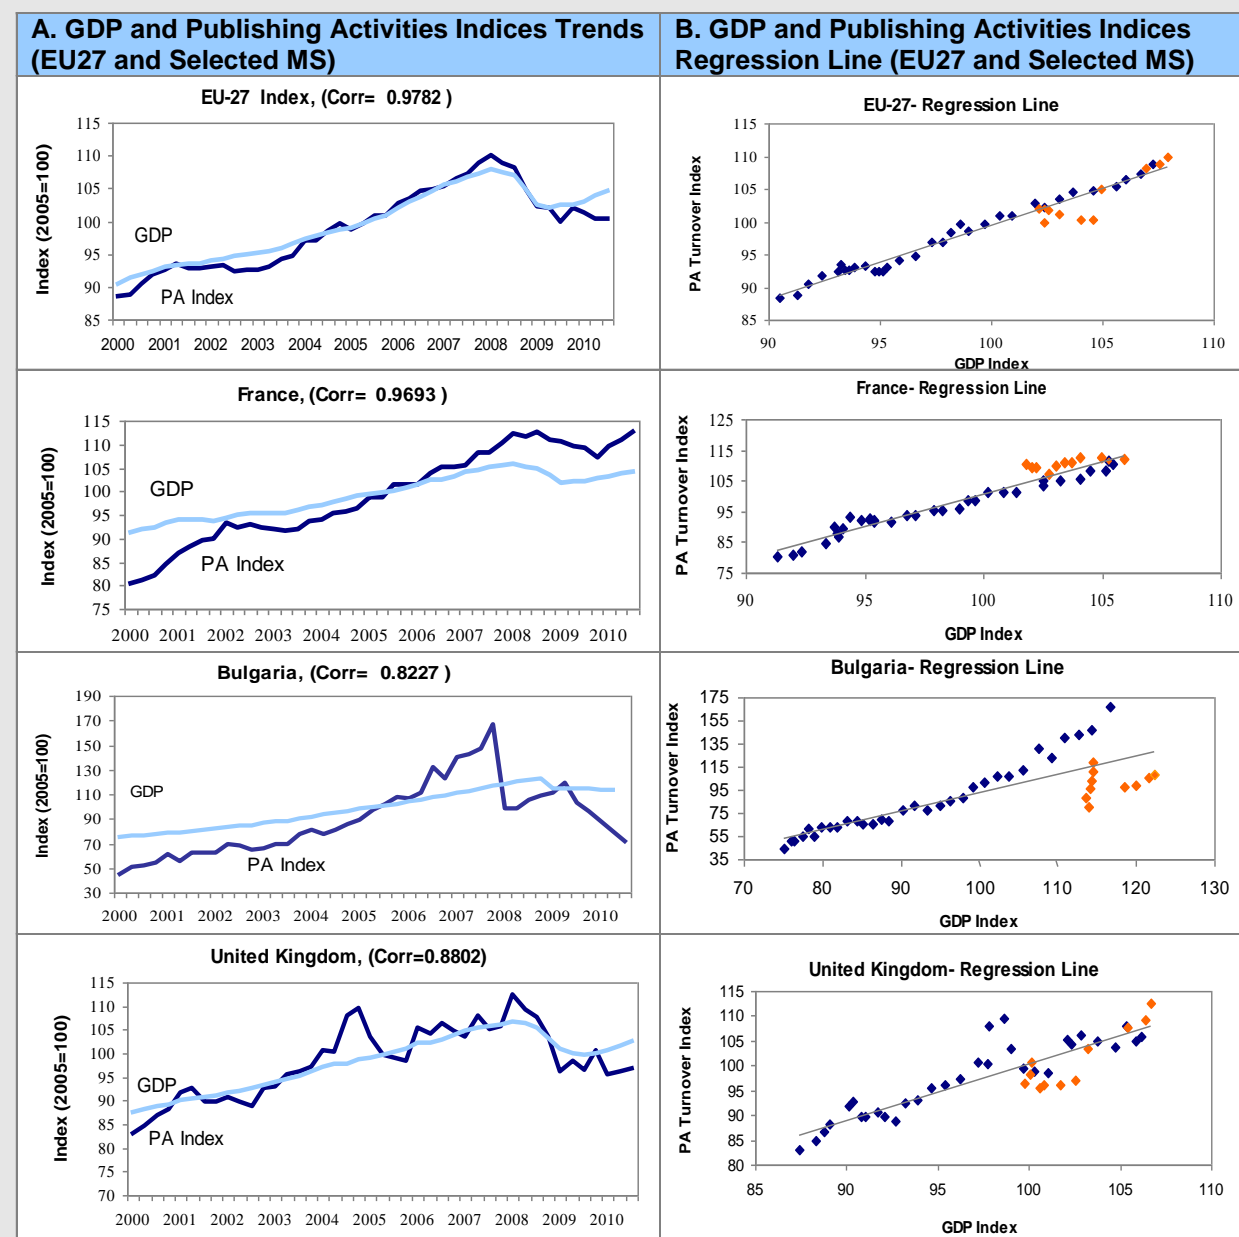 A. GDP and Publishing Activities Indices Trends
(EU27 and Selected MS)
B. GDP and Publishing Activities Indices
Regression Line (EU27 and Selected MS)
EU-27 Index, (Corr= 0.9782 )
Index (2005=100)
115
110
105
100
95
90
85
GDP
PA Index
2000 2001 2002 2003 2004 2005 2006 2007 2008 2009 2010
EU-27- Regression Line
PA Turnover Index
115
110
105
100
95
90
85
90 95 100 105 110
GDP Index
France, (Corr= 0.9693 )
Index (2005=100)
115
110
105
100
95
90
85
80
75
GDP
PA Index
2000 2001 2002 2003 2004 2005 2006 2007 2008 2009 2010
France- Regression Line
PA Turnover Index
125
115
105
95
85
75
90 95 100 105 110
GDP Index
Bulgaria, (Corr= 0.8227 )
Index (2005=100)
190
170
150
130
110
90
70
50
30
GDP
PA Index
2000 2001 2002 2003 2004 2005 2006 2007 2008 2009 2010
Bulgaria- Regression Line
PA Turnover Index
175
155
135
115
95
75
55
35
70 80 90 100 110 120 130
GDP Index
United Kingdom, (Corr=0.8802)
Index (2005=100)
115
110
105
100
95
90
85
80
75
70
GDP
PA Index
2000 2001 2002 2003 2004 2005 2006 2007 2008 2009 2010
United Kingdom- Regression Line
PA Turnover Index
115
110
105
100
95
90
85
80
85 90 95 100 105 110
GDP Index